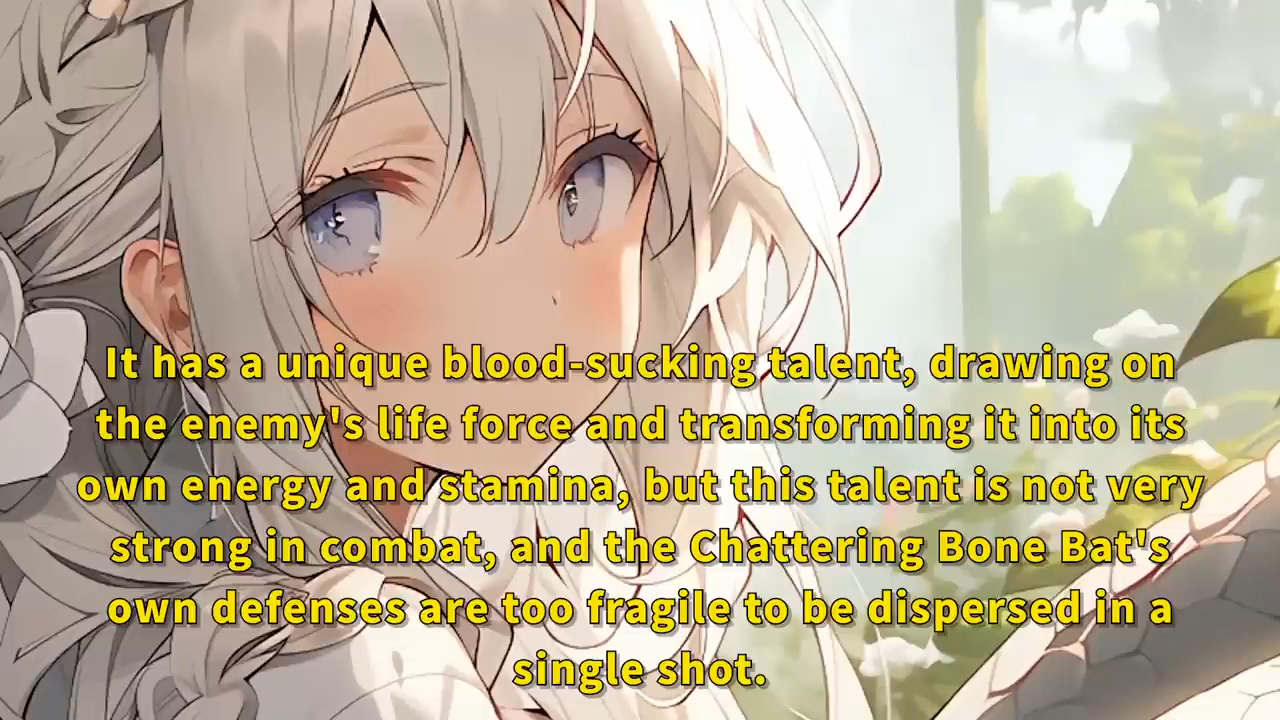 It has a unique blood-sucking talent, drawing on
the enemy's life force and transforming it into its
own energy and stamina, but this talent is not very
strong in combat, and the Chattering Bone Bat's
own defenses are too fragile to be dispersed in a
single shot.